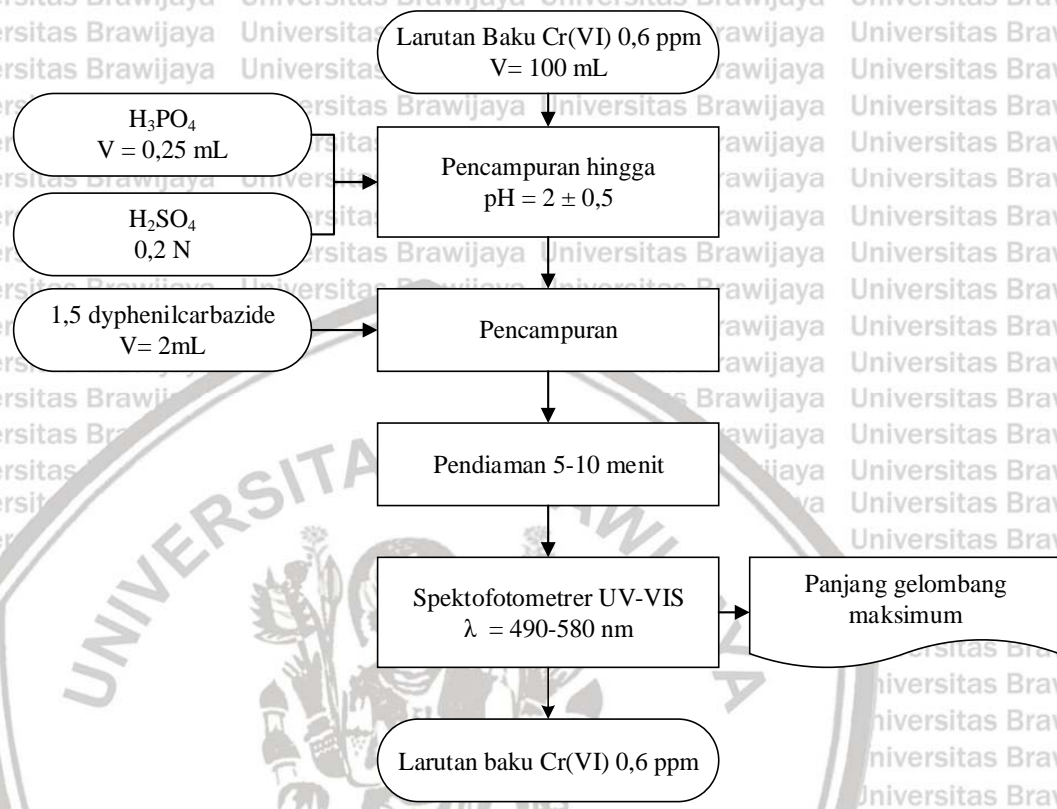 Larutan Baku Cr(VI) 0,6 ppm
V= 100 mL
H₃PO₄
V = 0,25 mL
H₂SO₄
0,2 N
Pencampuran hingga
pH = 2 ± 0,5
1,5 dyphenilcarbazide
V= 2mL
Pencampuran
Pendiaman 5-10 menit
Spektofotometrer UV-VIS
λ = 490-580 nm
Panjang gelombang
maksimum
Larutan baku Cr(VI) 0,6 ppm